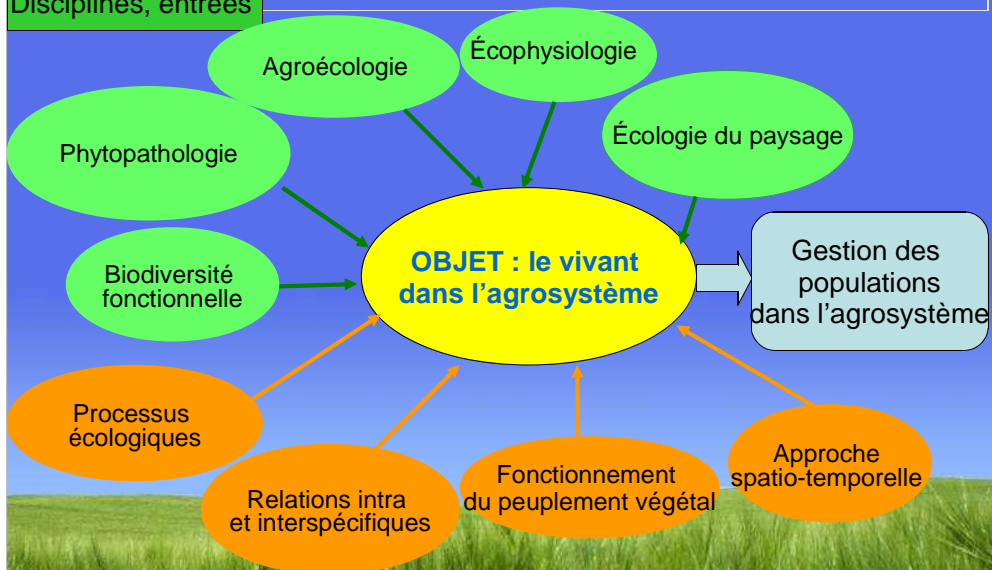 Disciplines, entrées
Agroécologie
Écophysiologie
Écologie du paysage
Phytopathologie
Biodiversité
fonctionnelle
OBJET : le vivant
dans l’agrosystème
Gestion des
populations
dans l’agrosystème
Processus
écologiques
Relations intra
et interspécifiques
Fonctionnement
du peuplement végétal
Approche
spatio-temporelle